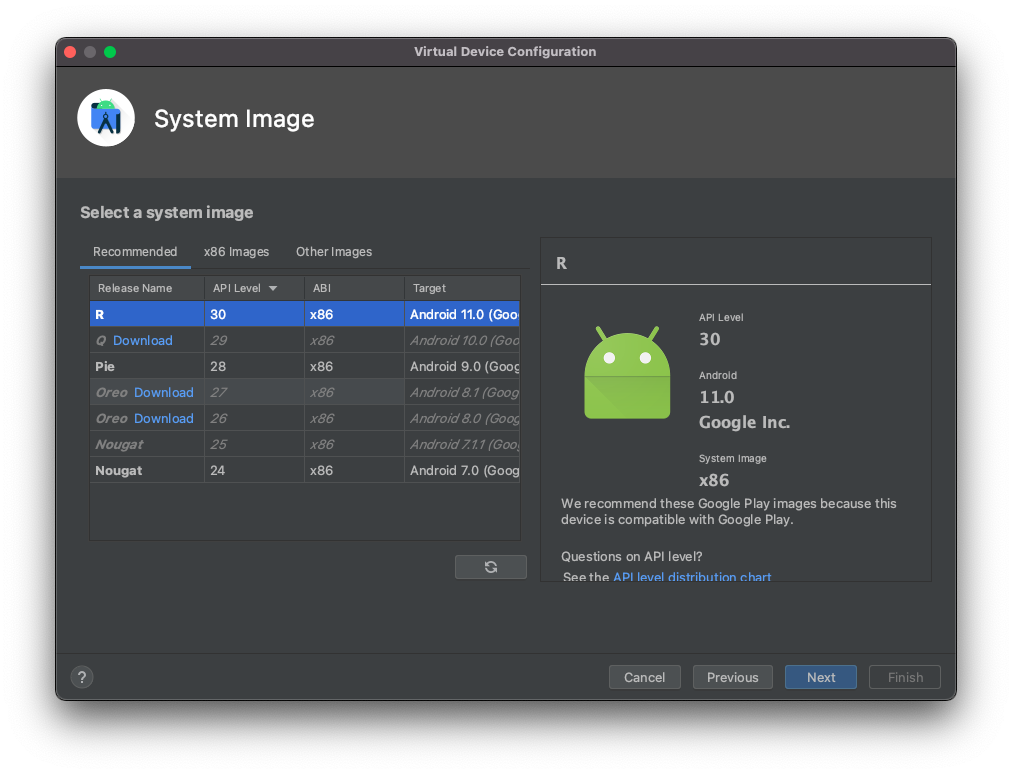 Virtual Device Configuration
System Image
Select a system image
Recommended x86 Images Other Images
Release Name API Level ABI Target
R 30 x86 Android 11.0 (Goo
Q Download 29 x86 Android 10.0 (Goo
Pie 28 x86 Android 9.0 (Goog
Oreo Download 27 x86 Android 8.1 (Goog
Oreo Download 26 x86 Android 8.0 (Goog
Nougat 25 x86 Android 7.1.1 (Goo
Nougat 24 x86 Android 7.0 (Goog
R
API Level
30
Android
11.0
Google Inc.
System Image
x86
We recommend these Google Play images because this
device is compatible with Google Play.
Questions on API level?
See the API level distribution chart
? Cancel Previous Next Finish